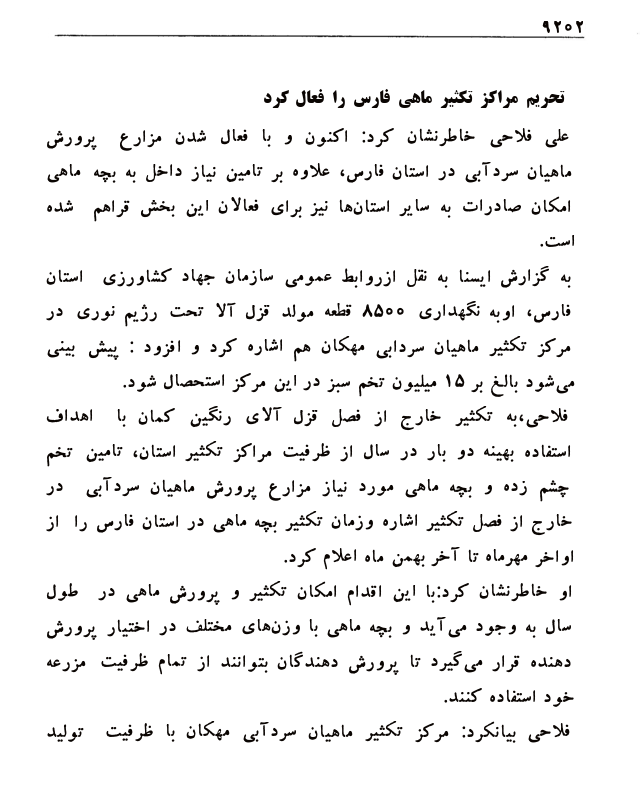 ۹۲۰۲
تحریم مراکز تکثیر ماهی فارس را فعال کرد
علی فلاحی خاطرنشان کرد: اکنون و با فعال شدن مزارع پرورش
ماهیان سردآبی در استان فارس، علاوه بر تامین نیاز داخل به بچه ماهی
امکان صادرات به سایر استان‌ها نیز برای فعالان این بخش قراهم شده
است.
به گزارش ایسنا به نقل ازروابط عمومی سازمان جهاد کشاورزی استان
فارس، اوبه نگهداری ۸۵۰۰ قطعه مولد قزل آلا تحت رژیم نوری در
مرکز تکثیر ماهیان سردابی مهکان هم اشاره کرد و افزود : پیش بینی
می‌شود بالغ بر ۱۵ میلیون تخم سبز در این مرکز استحصال شود.
فلاحی،به تکثیر خارج از فصل قزل آلای رنگین کمان با اهداف
استفاده بهینه دو بار در سال از ظرفیت مراکز تکثیر استان، تامین تخم
چشم زده و بچه ماهی مورد نیاز مزارع پرورش ماهیان سردآبی در
خارج از فصل تکثیر اشاره وزمان تکثیر بچه ماهی در استان فارس را از
اواخر مهرماه تا آخر بهمن ماه اعلام کرد.
او خاطرنشان کرد:با این اقدام امکان تکثیر و پرورش ماهی در طول
سال به وجود می‌آید و بچه ماهی با وزن‌های مختلف در اختیار پرورش
دهنده قرار می‌گیرد تا پرورش دهندگان بتوانند از تمام ظرفیت مزرعه
خود استفاده کنند.
فلاحی بیانکرد: مرکز تکثیر ماهیان سردآبی مهکان با ظرفیت تولید